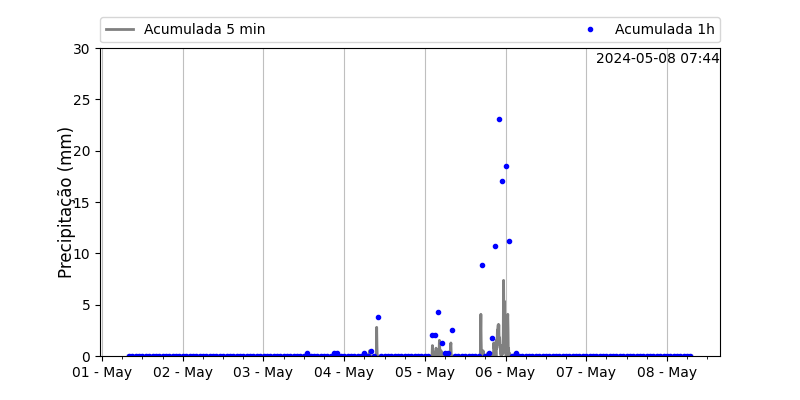 Acumulada 5 min
Acumulada 1h
2024-05-08 07:44
Precipitação (mm)
30
25
20
15
10
5
0
01 - May 02 - May 03 - May 04 - May 05 - May 06 - May 07 - May 08 - May